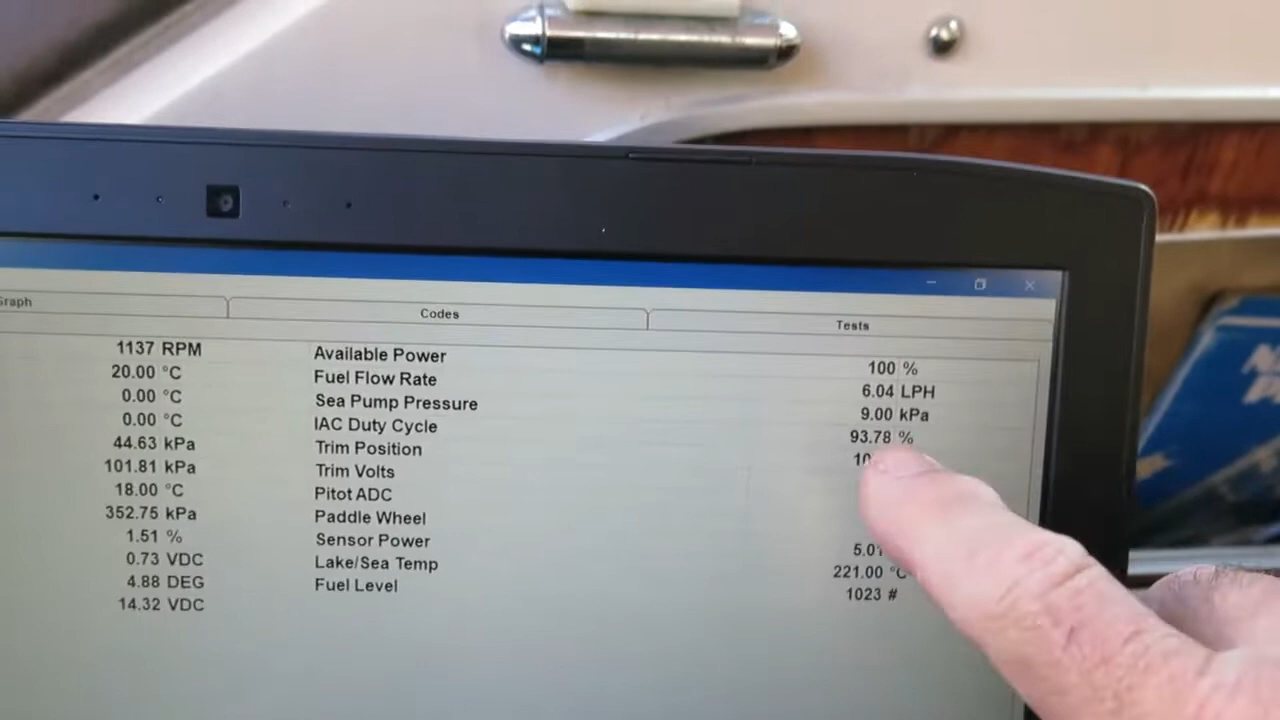 Graph
Codes
Tests
1137 RPM Available Power 100 %
20.00 °C Fuel Flow Rate 6.04 LPH
0.00 °C Sea Pump Pressure 9.00 kPa
0.00 °C IAC Duty Cycle 93.78 %
44.63 kPa Trim Position
101.81 kPa Trim Volts
18.00 °C Pitot ADC
352.75 kPa Paddle Wheel
1.51 % Sensor Power
0.73 VDC Lake/Sea Temp 221.00 °C
4.88 DEG Fuel Level 1023 #
14.32 VDC